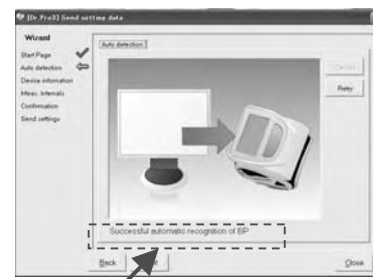 [Dr.Pro3] Send setting data
Wizard
Start Page
Auto detection
Device information
Meas. Intervals
Confirmation
Send settings
Auto detection
Retry
Successful automatic recognition of BP
Back
Close